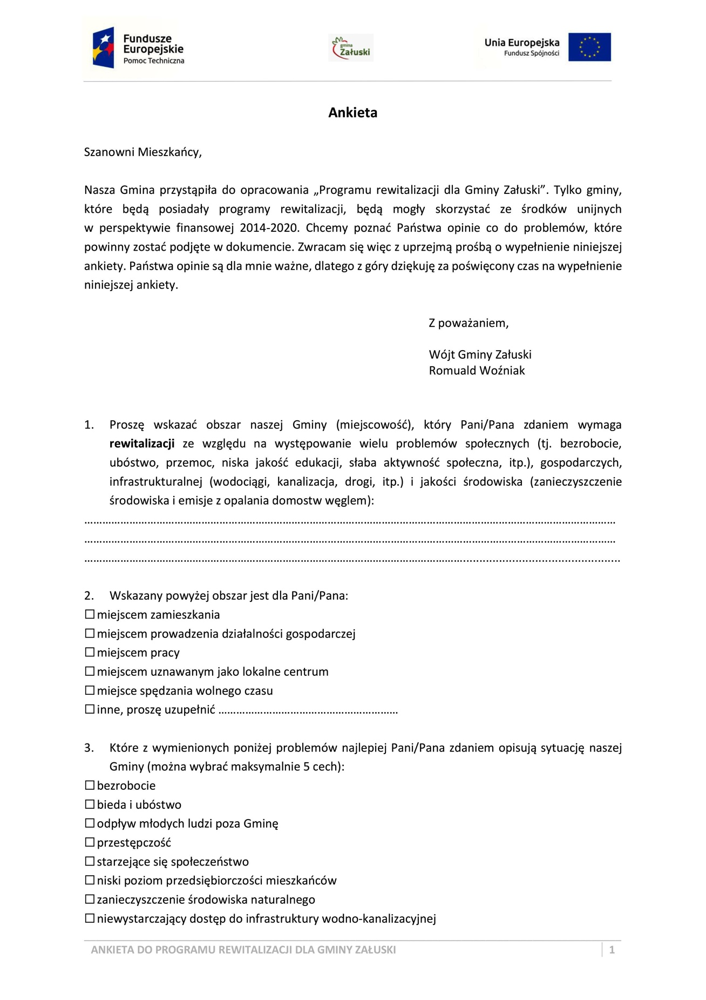 Fundusze
Europejskie
Pomoc Techniczna
gmina
Załuski
Unia Europejska
Fundusz Spójności
Ankieta
Szanowni Mieszkańcy,
Nasza Gmina przystąpiła do opracowania „Programu rewitalizacji dla Gminy Załuski”. Tylko gminy,
które będą posiadały programy rewitalizacji, będą mogły skorzystać ze środków unijnych
w perspektywie finansowej 2014-2020. Chcemy poznać Państwa opinie co do problemów, które
powinny zostać podjęte w dokumencie. Zwracam się więc z uprzejmą prośbą o wypełnienie niniejszej
ankiety. Państwa opinie są dla mnie ważne, dlatego z góry dziękuję za poświęcony czas na wypełnienie
niniejszej ankiety.
Z poważaniem,
Wójt Gminy Załuski
Romuald Woźniak
1. Proszę wskazać obszar naszej Gminy (miejscowość), który Pani/Pana zdaniem wymaga
rewitalizacji ze względu na występowanie wielu problemów społecznych (tj. bezrobocie,
ubóstwo, przemoc, niska jakość edukacji, słaba aktywność społeczna, itp.), gospodarczych,
infrastrukturalnej (wodociągi, kanalizacja, drogi, itp.) i jakości środowiska (zanieczyszczenie
środowiska i emisje z opalania domostw węglem):
………………………………………………………………………………………………………………………………………………………
………………………………………………………………………………………………………………………………………………………
…………………………………………………………………………………………………………...........................................
2. Wskazany powyżej obszar jest dla Pani/Pana:
☐ miejscem zamieszkania
☐ miejscem prowadzenia działalności gospodarczej
☐ miejscem pracy
☐ miejscem uznawanym jako lokalne centrum
☐ miejsce spędzania wolnego czasu
☐ inne, proszę uzupełnić ……………………………………………………
3. Które z wymienionych poniżej problemów najlepiej Pani/Pana zdaniem opisują sytuację naszej
Gminy (można wybrać maksymalnie 5 cech):
☐ bezrobocie
☐ bieda i ubóstwo
☐ odpływ młodych ludzi poza Gminę
☐ przestępczość
☐ starzejące się społeczeństwo
☐ niski poziom przedsiębiorczości mieszkańców
☐ zanieczyszczenie środowiska naturalnego
☐ niewystarczający dostęp do infrastruktury wodno-kanalizacyjnej
ANKIETA DO PROGRAMU REWITALIZACJI DLA GMINY ZAŁUSKI 1